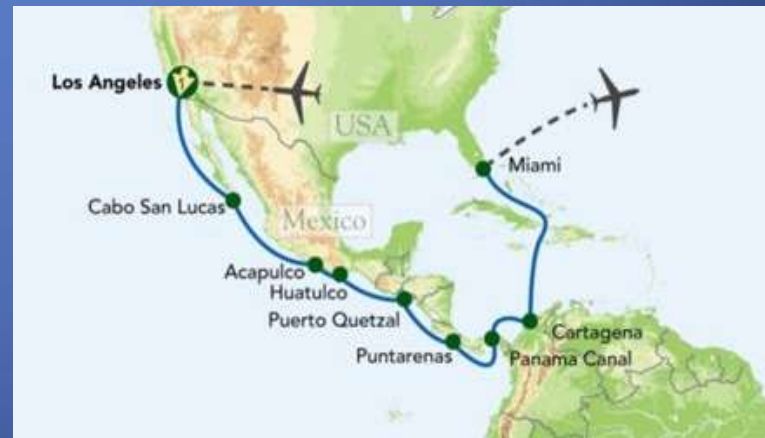 Los Angeles
USA
Miami
Cabo San Lucas
Mexico
Acapulco
Huatulco
Puerto Quetzal
Cartagena
Puntarenas
Panama Canal